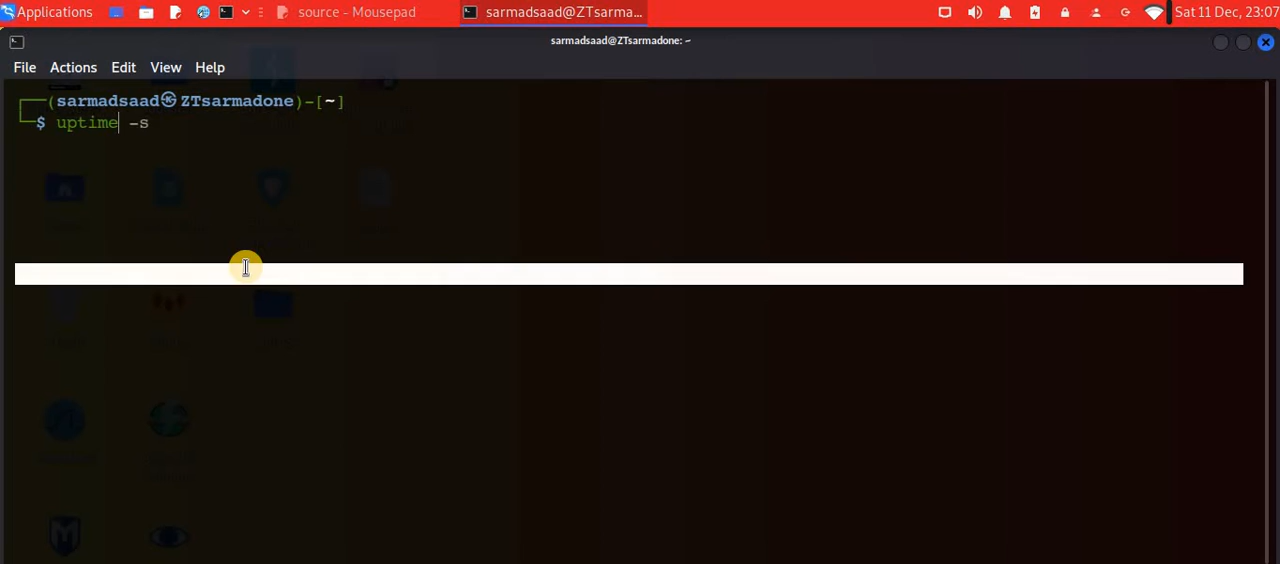 Applications source - Mousepad sarmadsaad@ZTsarma... Sat 11 Dec, 23:07
sarmadsaad@ZTsarmadone: ~
File Actions Edit View Help
┌──(sarmadsaad㉿ZTsarmadone)-[~]
└─$ uptime -s